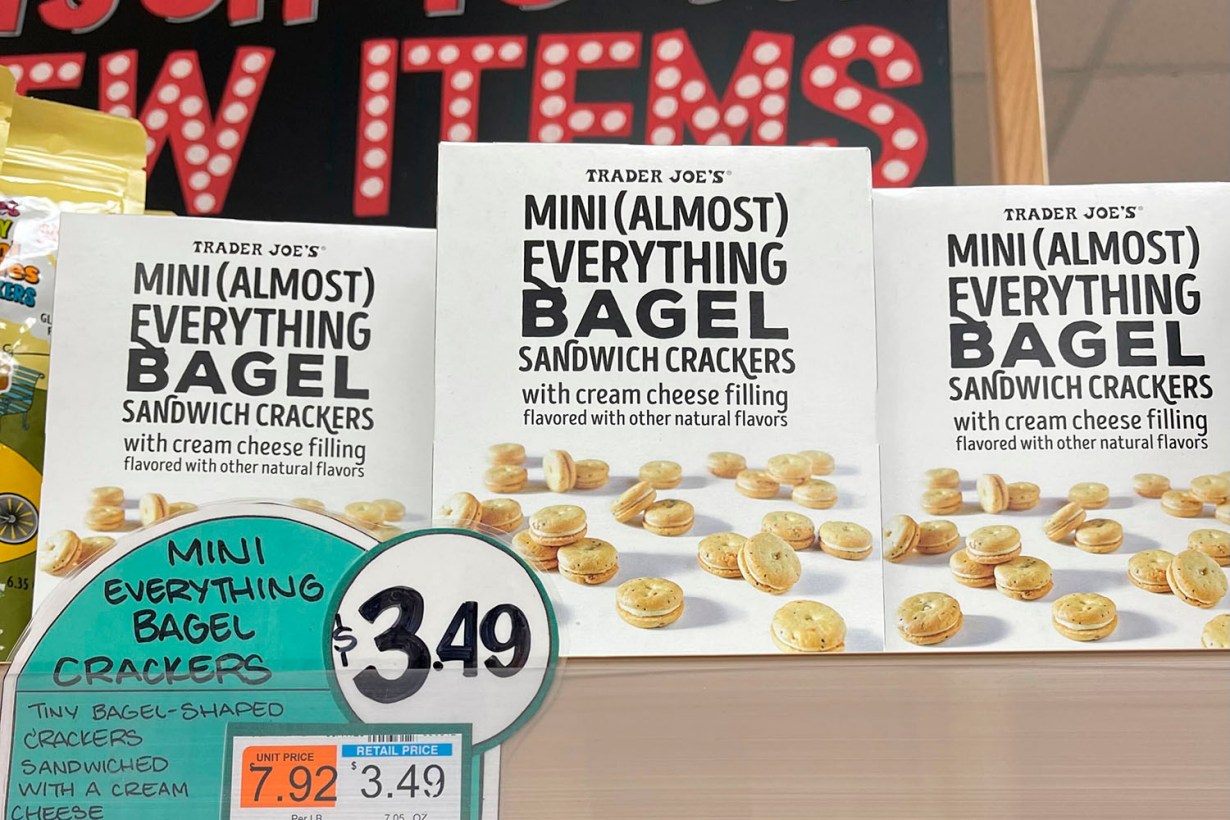 EW ITEMS
TRADER JOE'S
MINI (ALMOST)
EVERYTHING
BAGEL
SANDWICH CRACKERS
with cream cheese filling
flavored with other natural flavors
TRADER JOE'S®
MINI (ALMOST)
EVERYTHING
BAGEL
SANDWICH CRACKERS
with cream cheese filling
flavored with other natural flavors
TRADER JOE'S®
MINI (ALMOST)
EVERYTHING
BAGEL
SANDWICH CRACKERS
with cream cheese filling
flavored with other natural flavors
6.35
MINI
EVERYTHING
BAGEL
CRACKERS
$3.49
TINY BAGEL-SHAPED
CRACKERS
SANDWICHED
WITH A CREAM
CHEESE
UNIT PRICE
$7.92
Per LB
RETAIL PRICE
$3.49
7.05 OZ